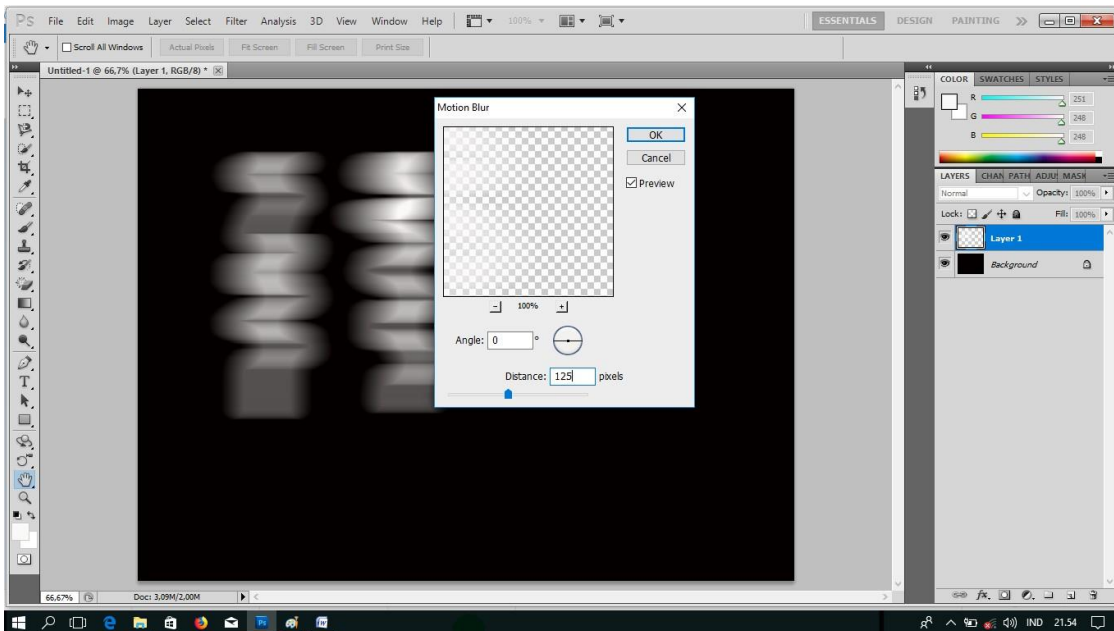 Ps File Edit Image Layer Select Filter Analysis 3D View Window Help 100% ESSENTIALS DESIGN PAINTING
Scroll All Windows Actual Pixels Fit Screen Fill Screen Print Size
Untitled-1 @ 66,7% (Layer 1, RGB/8) *
COLOR SWATCHES STYLES
R 251
G 248
B 248
LAYERS CHAN PATH ADJU MASK
Normal Opacity: 100%
Lock: Fill: 100%
Layer 1
Background
Motion Blur
OK
Cancel
Preview
100%
Angle: 0 °
Distance: 125 pixels
66,67% Doc: 3,09M/2,00M
fx.
IND 21.54